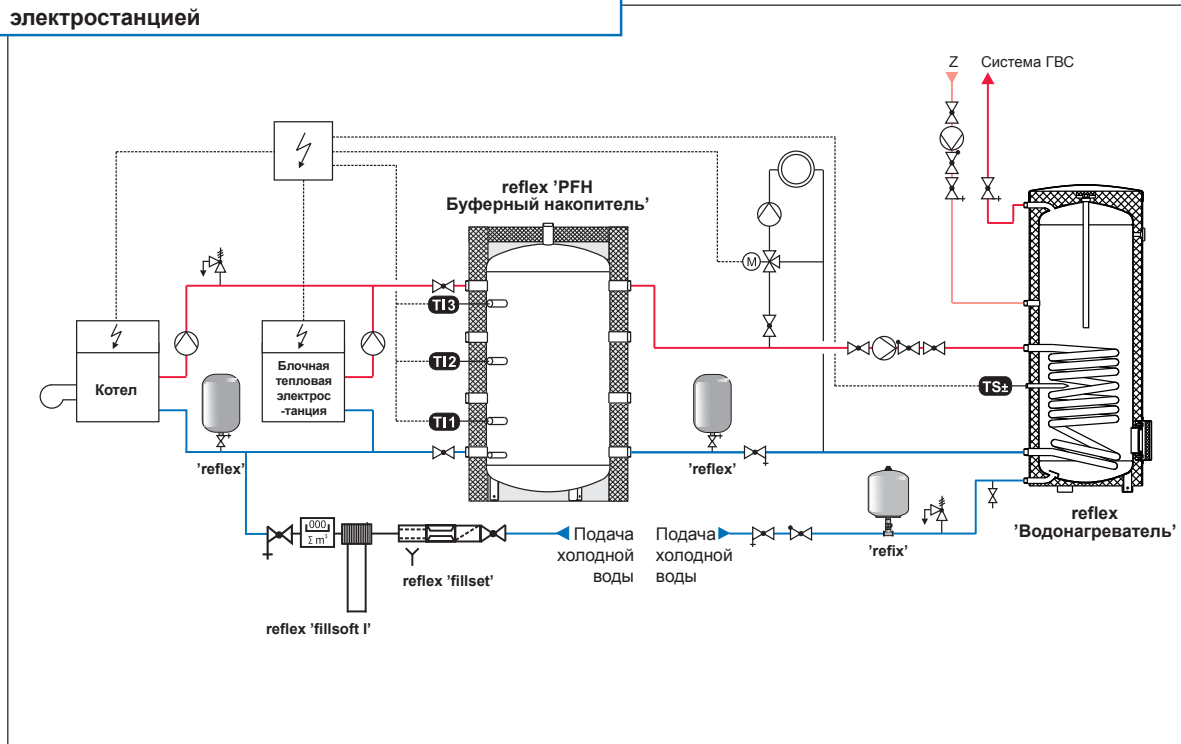 электростанцией
Z
Система ГВС
reflex 'PFH
Буферный накопитель'
M
TI3
TI2
TI1
TS±
Котел
Блочная
тепловая
электрос
-танция
'reflex'
'reflex'
'refix'
reflex
'Водонагреватель'
,000
Σ m³
Подача
холодной
воды
Подача
холодной
воды
reflex 'fillset'
reflex 'fillsoft I'